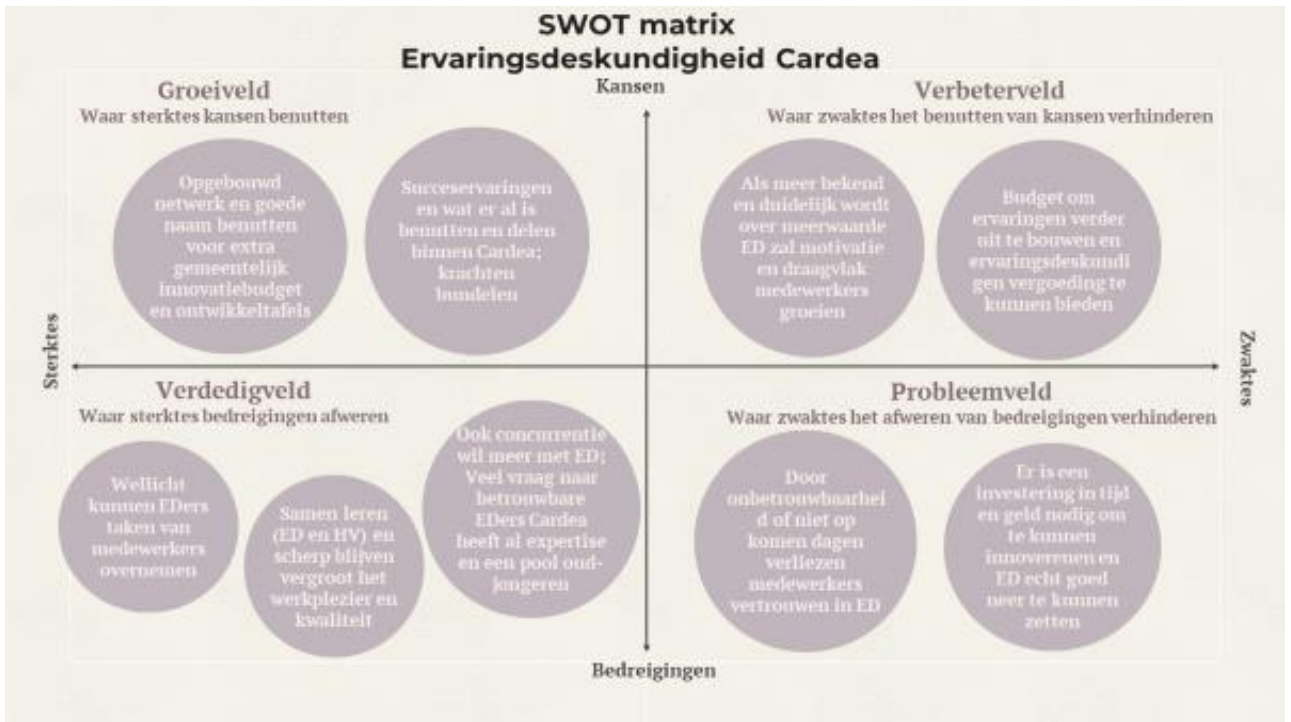 SWOT matrix
Ervaringsdeskundigheid Cardea
Kansen
Groeiveld
Waar sterktes kansen benutten
Opgebouwd
netwerk en goede
naam benutten
voor extra
gemeentelijk
innovatiebudget
en ontwikkeltafels
Succeservaringen
en wat er al is
benutten en delen
binnen Cardea;
krachten
bundelen
Verbeterveld
Waar zwaktes het benutten van kansen verhinderen
Als meer bekend
en duidelijk wordt
over meerwaarde
ED zal motivatie
en draagvlak
medewerkers
groeien
Budget om
ervaringen verder
uit te bouwen en
ervaringsdeskundi
gen vergoeding te
kunnen bieden
Sterktes
Zwaktes
Verdedigveld
Waar sterktes bedreigingen afweren
Wellicht
kunnen EDers
taken van
medewerkers
overnemen
Samen leren
(ED en HV) en
scherp blijven
vergroot het
werkplezier en
kwaliteit
Ook concurrentie
wil meer met ED;
Veel vraag naar
betrouwbare
EDers Cardea
heeft al expertise
en een pool oud-
jongeren
Probleemveld
Waar zwaktes het afweren van bedreigingen verhinderen
Door
onbetrouwbaarhei
d of niet op
komen dagen
verliezen
medewerkers
vertrouwen in ED
Er is een
investering in tijd
en geld nodig om
te kunnen
innoverenen en
ED echt goed
neer te kunnen
zetten
Bedreigingen